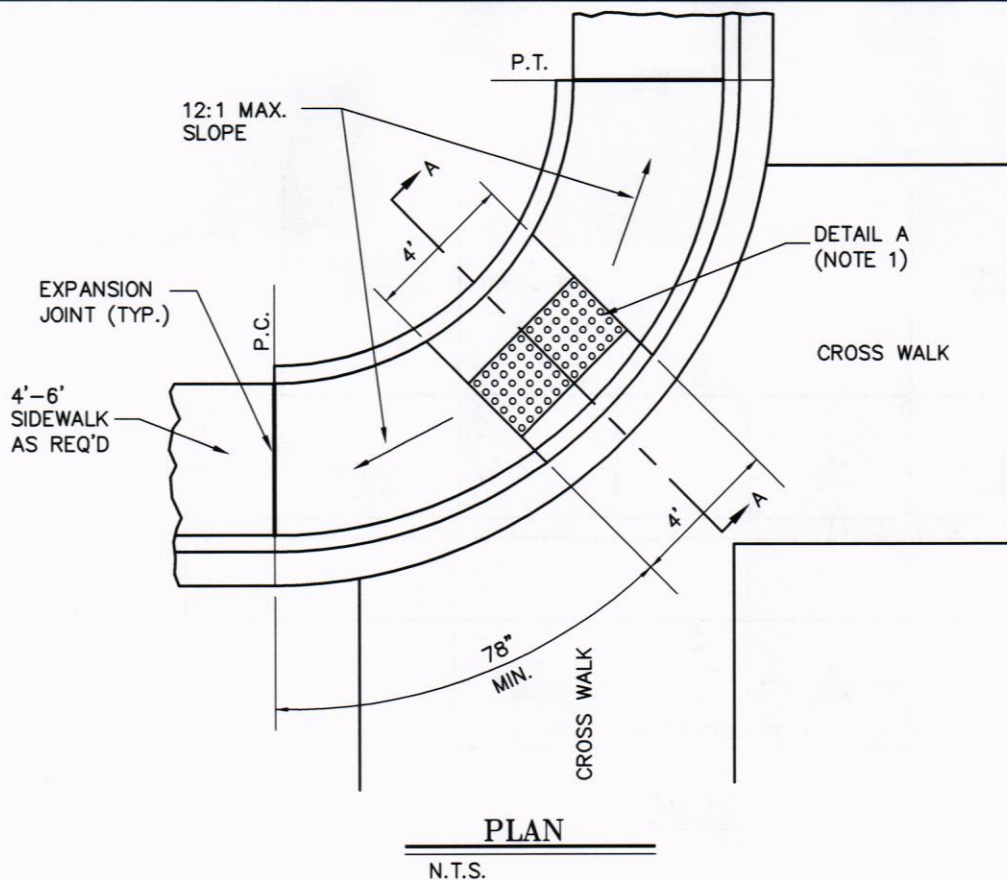 P.T.
12:1 MAX.
SLOPE
A
4'
DETAIL A
(NOTE 1)
EXPANSION
JOINT (TYP.)
P.C.
CROSS WALK
4'-6'
SIDEWALK
AS REQ'D
4'
A
78"
MIN.
CROSS WALK
PLAN
N.T.S.